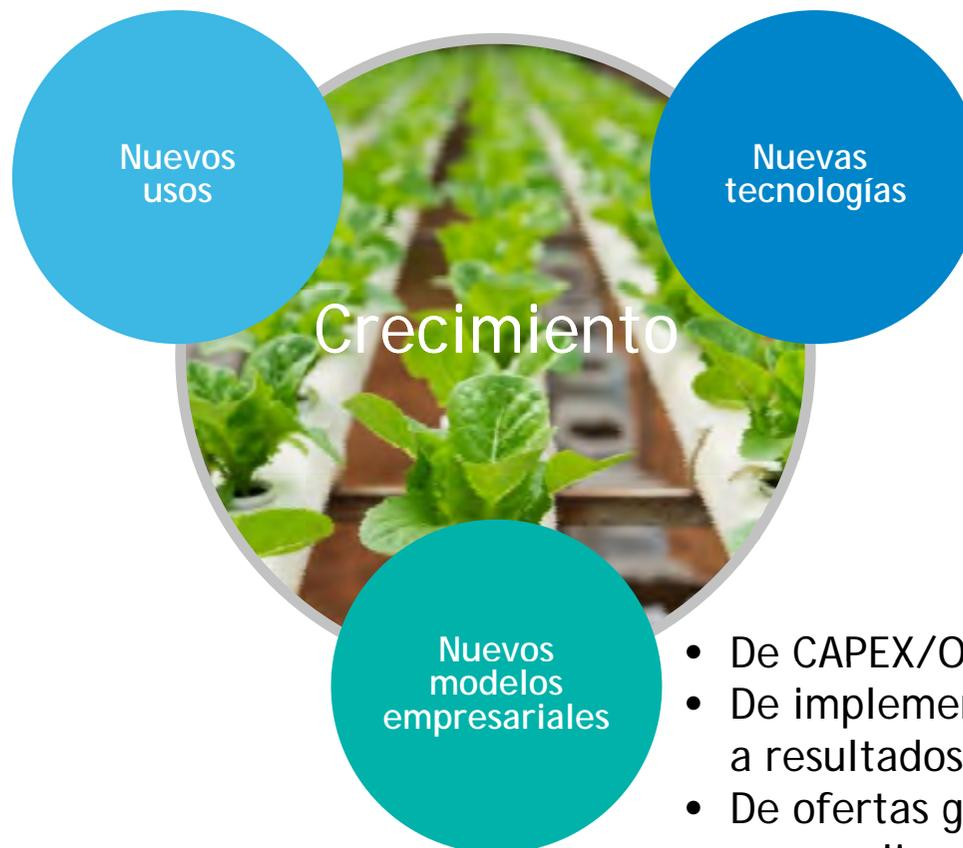 Nuevos
usos
Nuevas
tecnologías
Crecimiento
Nuevos
modelos
empresariales
• De CAPEX/O
• De implemen
a resultados
• De ofertas g